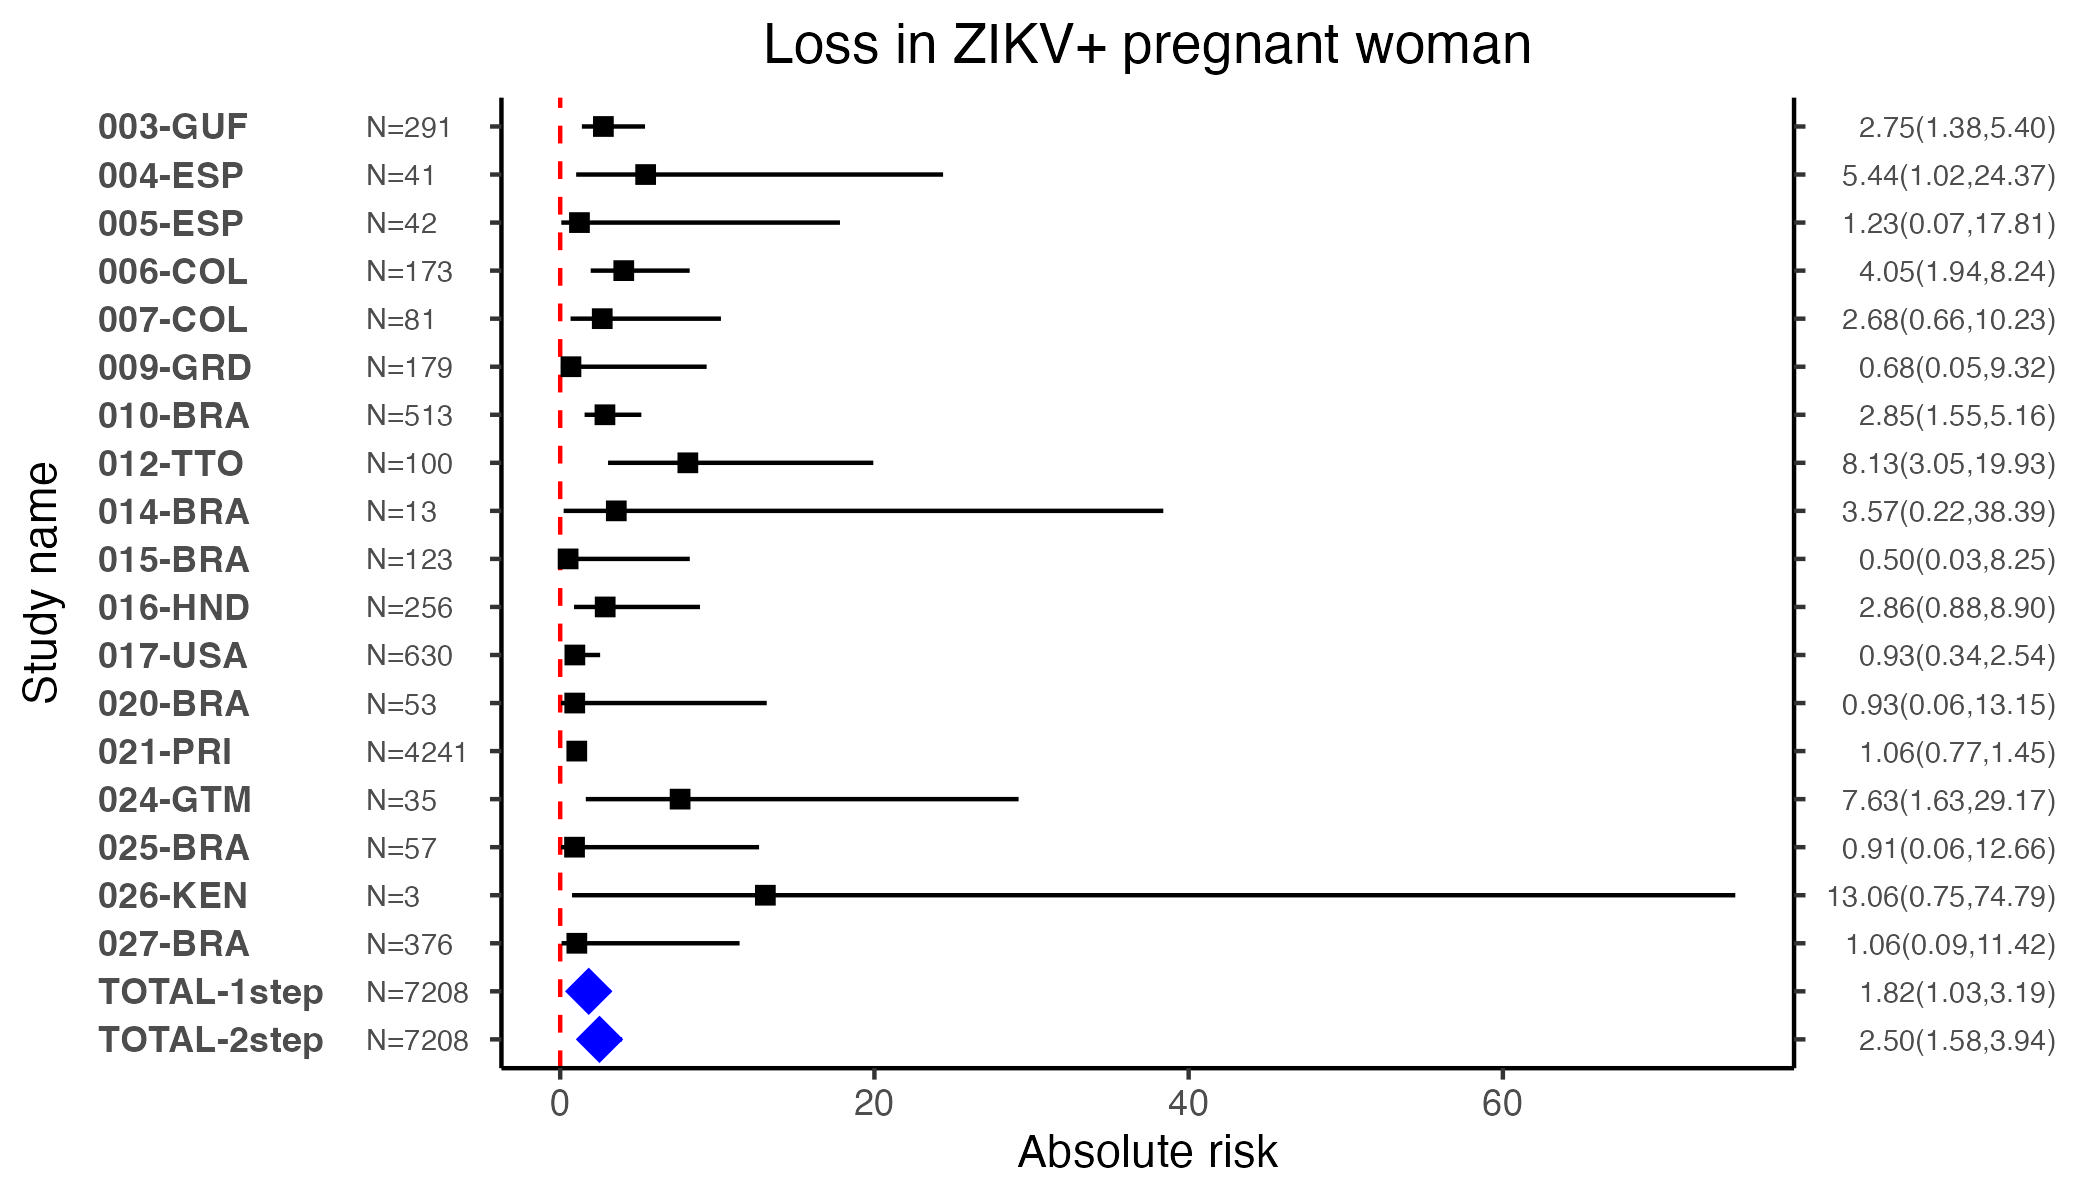 Loss in ZIKV+ pregnant woman
Study name
003-GUF N=291 2.75(1.38,5.40)
004-ESP N=41 5.44(1.02,24.37)
005-ESP N=42 1.23(0.07,17.81)
006-COL N=173 4.05(1.94,8.24)
007-COL N=81 2.68(0.66,10.23)
009-GRD N=179 0.68(0.05,9.32)
010-BRA N=513 2.85(1.55,5.16)
012-TTO N=100 8.13(3.05,19.93)
014-BRA N=13 3.57(0.22,38.39)
015-BRA N=123 0.50(0.03,8.25)
016-HND N=256 2.86(0.88,8.90)
017-USA N=630 0.93(0.34,2.54)
020-BRA N=53 0.93(0.06,13.15)
021-PRI N=4241 1.06(0.77,1.45)
024-GTM N=35 7.63(1.63,29.17)
025-BRA N=57 0.91(0.06,12.66)
026-KEN N=3 13.06(0.75,74.79)
027-BRA N=376 1.06(0.09,11.42)
TOTAL-1step N=7208 1.82(1.03,3.19)
TOTAL-2step N=7208 2.50(1.58,3.94)
0 20 40 60
Absolute risk